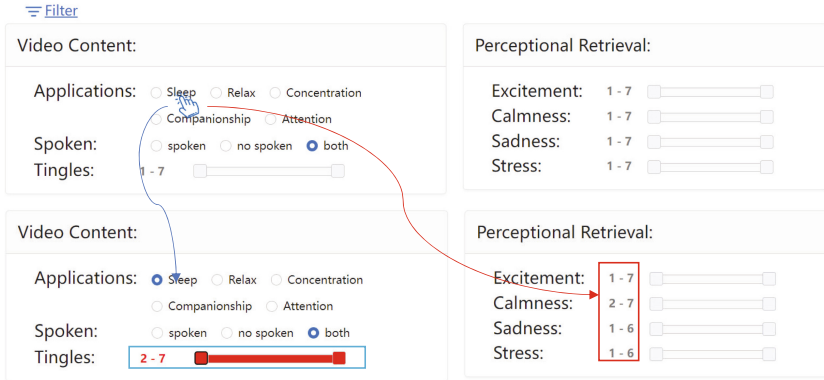 Filter
Video Content:
Applications: Sleep Relax Concentration
Companionship Attention
Spoken: spoken no spoken both
Tingles: 1 - 7
Perceptional Retrieval:
Excitement: 1 - 7
Calmness: 1 - 7
Sadness: 1 - 7
Stress: 1 - 7
Video Content:
Applications: Sleep Relax Concentration
Companionship Attention
Spoken: spoken no spoken both
Tingles: 2 - 7
Perceptional Retrieval:
Excitement: 1 - 7
Calmness: 2 - 7
Sadness: 1 - 6
Stress: 1 - 6